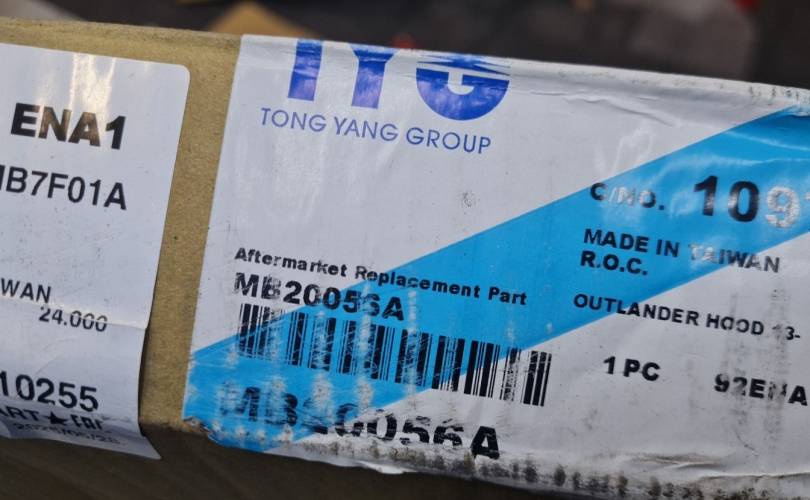 ENA1
MB7F01A
WAN
24.000
10255
TYG
TONG YANG GROUP
C/NO. 109
MADE IN TAIWAN
R.O.C.
Aftermarket Replacement Part
MB20056A
OUTLANDER HOOD 13-
1 PC 92ENA
MB20056A